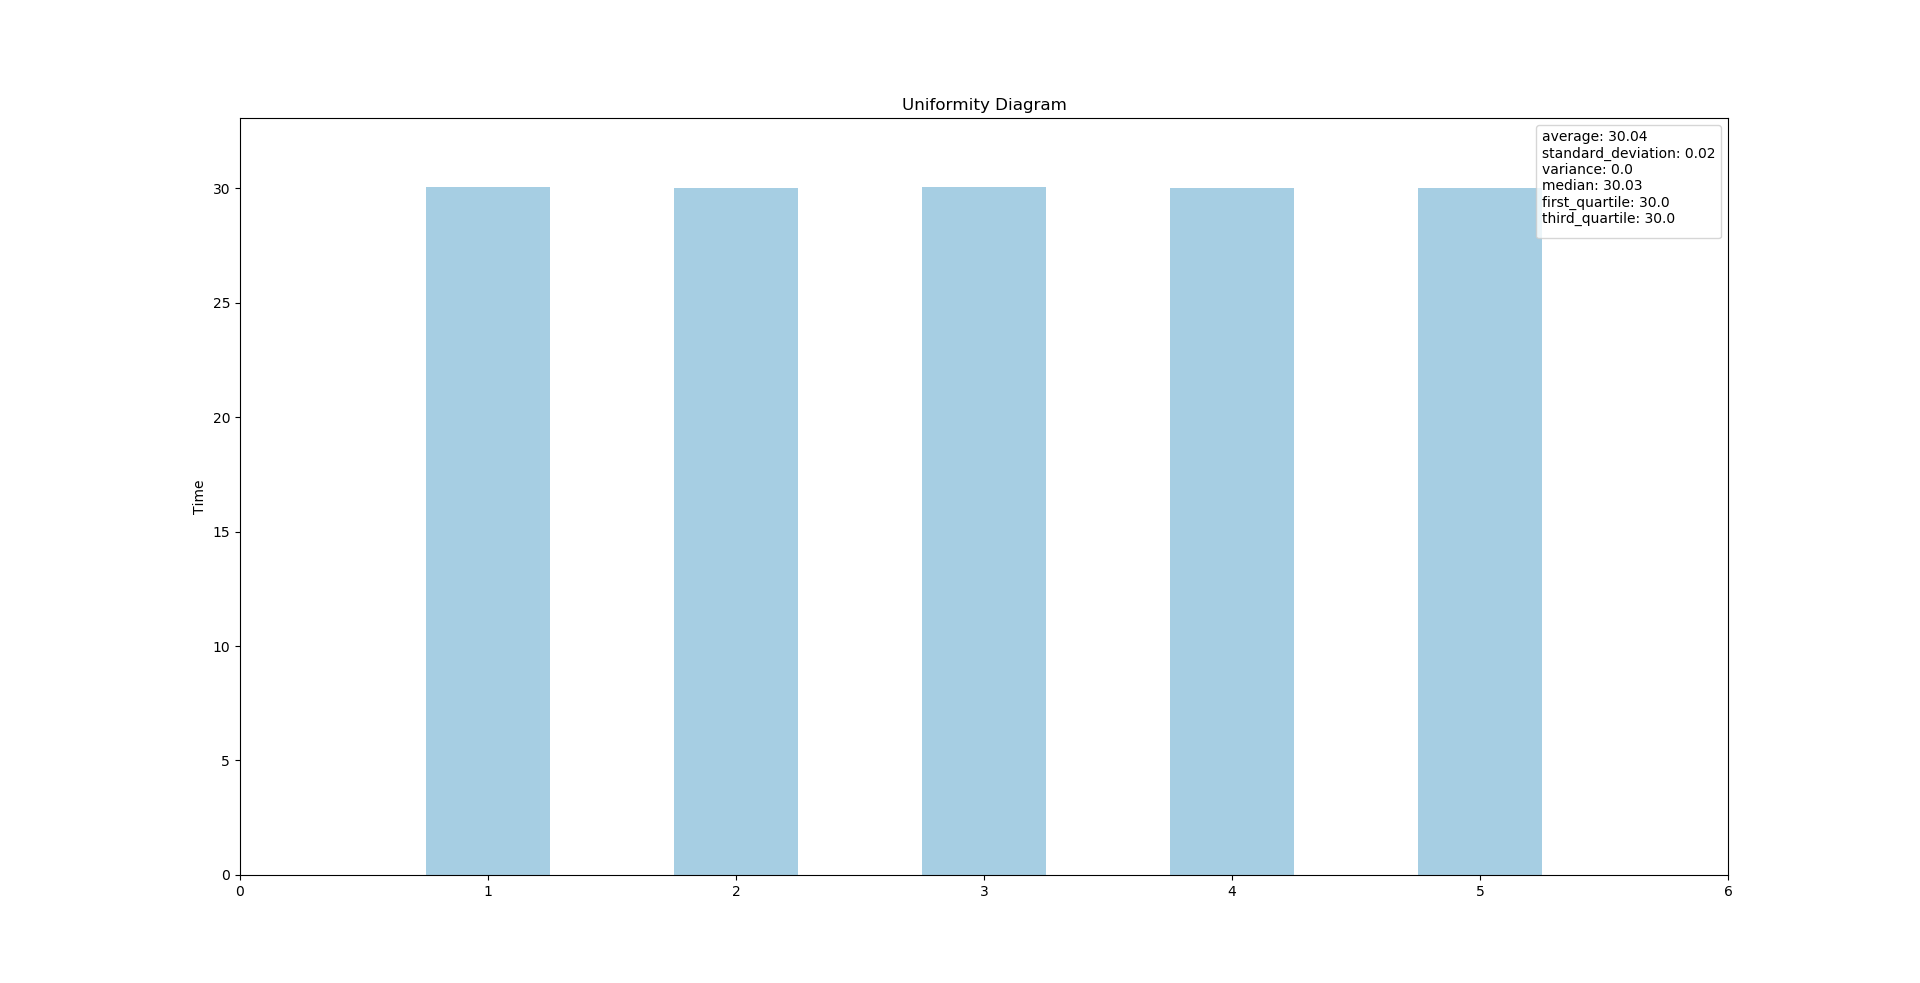 Uniformity Diagram
average: 30.04
standard_deviation: 0.02
variance: 0.0
median: 30.03
first_quartile: 30.0
third_quartile: 30.0
30
25
20
15
10
5
0
Time
0 1 2 3 4 5 6